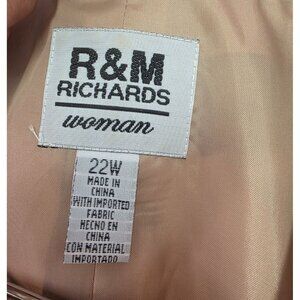 R&M
RICHARDS
woman
22W
MADE IN
CHINA
WITH IMPORTED
FABRIC
HECHO EN
CHINA
CON MATERIAL
IMPORTADO